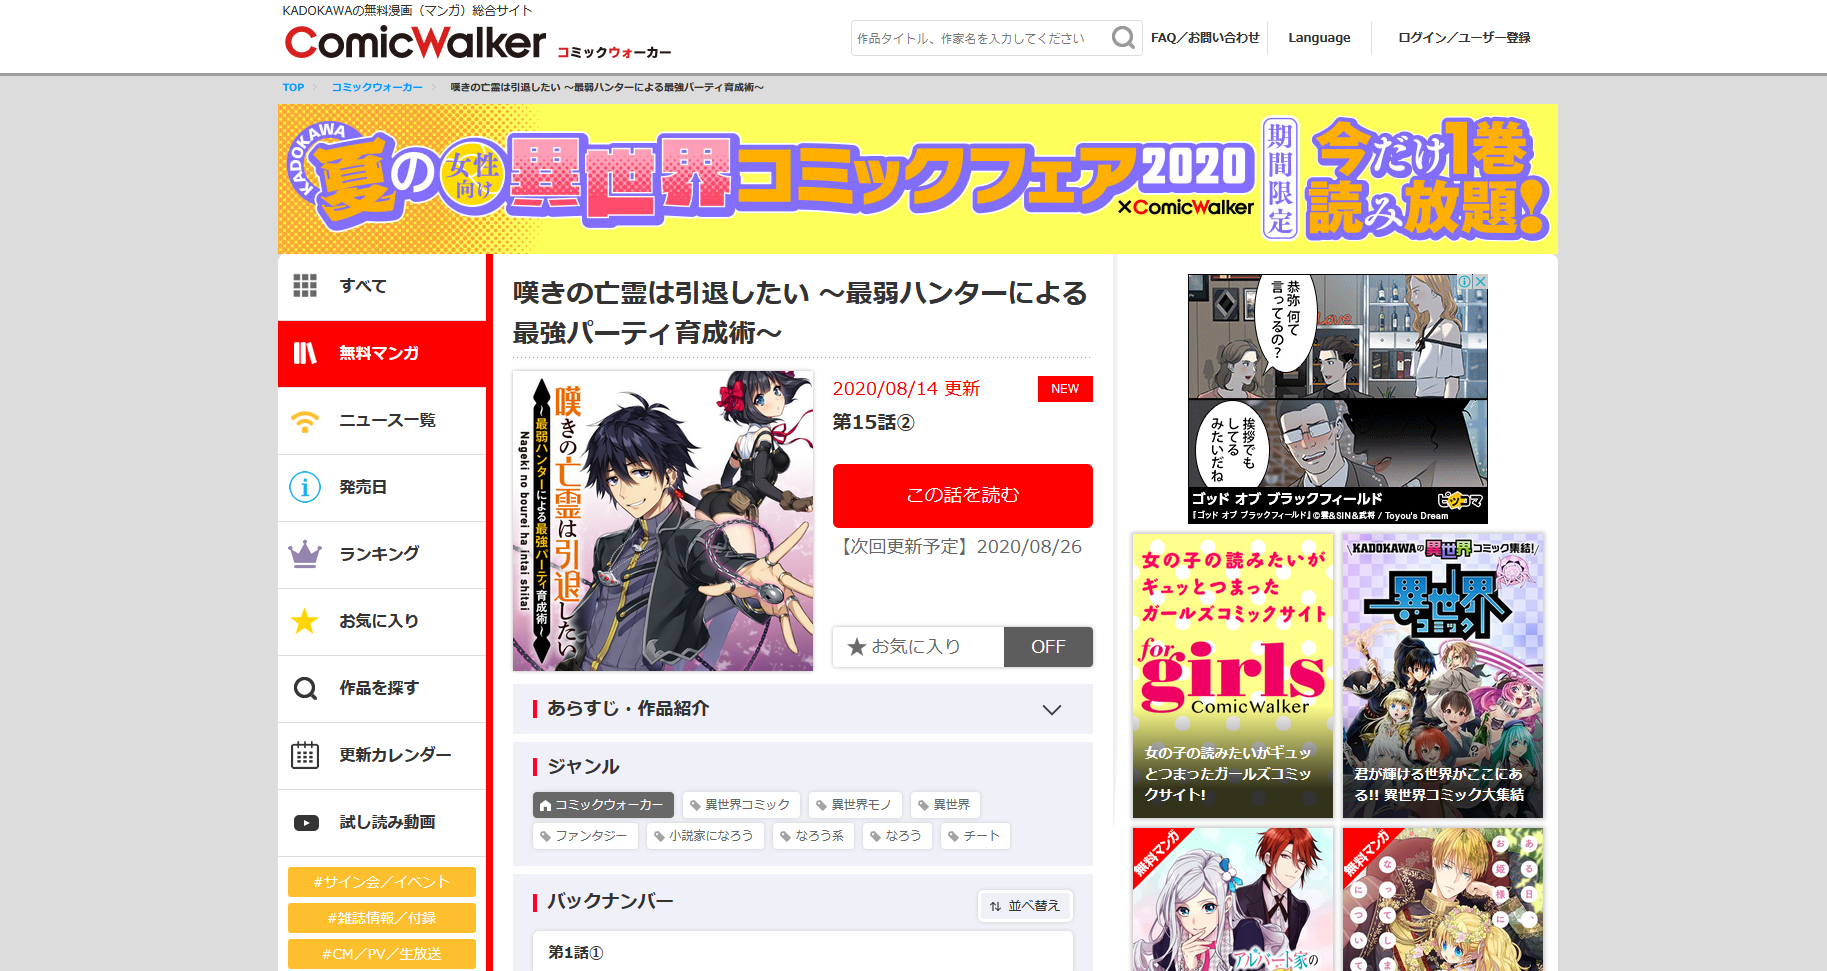 KADOKAWAの無料漫画（マンガ）総合サイト
ComicWalker コミックウォーカー
作品タイトル、作家名を入力してください
FAQ／お問い合わせ
Language
ログイン／ユーザー登録
TOP
コミックウォーカー
嘆きの亡霊は引退したい ～最弱ハンターによる最強パーティ育成術～
KADOKAWA
夏の女性向け異世界コミックフェア2020
×ComicWalker
期間限定
今だけ1巻
読み放題!
すべて
無料マンガ
ニュース一覧
発売日
ランキング
お気に入り
作品を探す
更新カレンダー
試し読み動画
#サイン会／イベント
#雑誌情報／付録
#CM／PV／生放送
嘆きの亡霊は引退したい ～最弱ハンターによる
最強パーティ育成術～
嘆きの亡霊は引退したい
～最弱ハンターによる最強パーティ育成術～
Nageki no bourei ha intai shitai
2020/08/14 更新
NEW
第15話②
この話を読む
【次回更新予定】2020/08/26
★お気に入り
OFF
あらすじ・作品紹介
ジャンル
コミックウォーカー
異世界コミック
異世界モノ
異世界
ファンタジー
小説家になろう
なろう系
なろう
チート
バックナンバー
並べ替え
第1話①
恭弥 何て
言ってるの？
Love
挨拶でも
してる
みたいだね
ゴッド オブ ブラックフィールド
ピッコマ
『ゴッド オブ ブラックフィールド』©雲&SIN&武将 / Toyou's Dream
女の子の読みたいが
ギュッとつまった
ガールズコミックサイト
for
girls
ComicWalker
女の子の読みたいがギュッ
とつまったガールズコミッ
クサイト!
KADOKAWAの異世界コミック集結!
異世界
コミック
君が輝ける世界がここにあ
る!! 異世界コミック大集結
無料マンガ
アルバート家の
無料マンガ
ある日、
お姫様に
なってしま
について